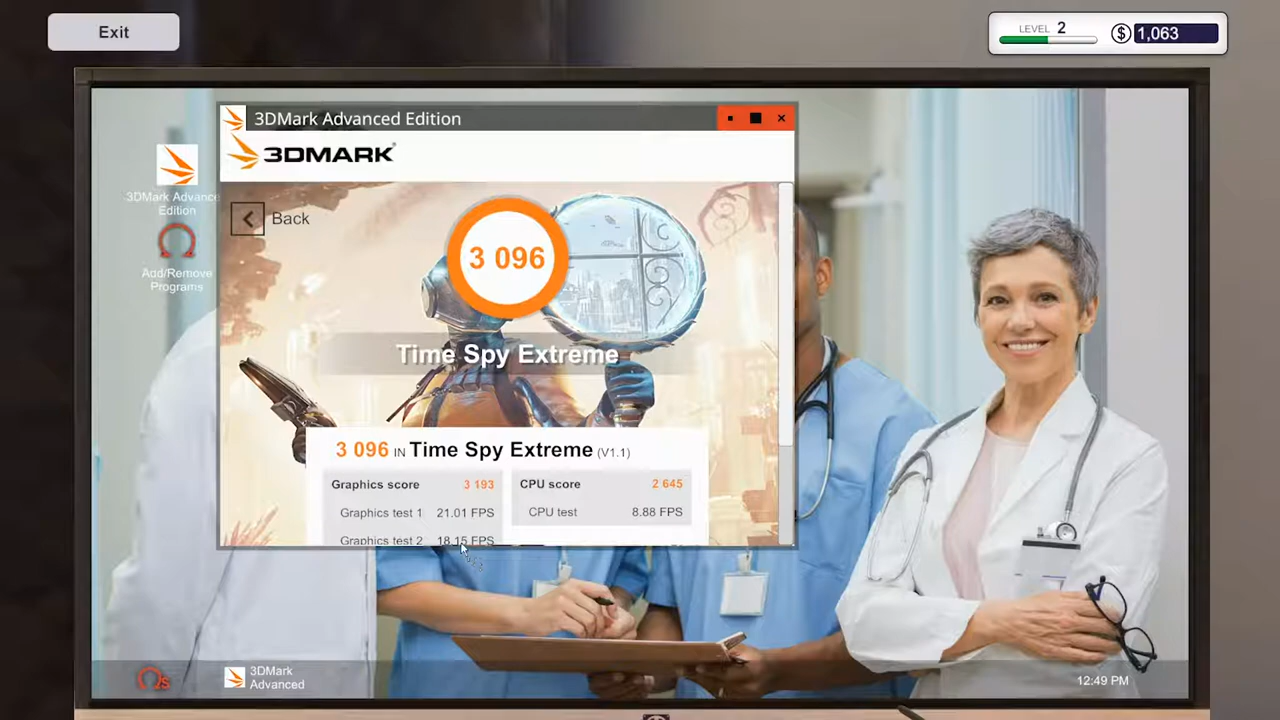 Exit
LEVEL 2
$ 1,063
3DMark Advanced Edition
3DMARK
3DMark Advance
Edition
Add/Remove
Programs
Back
3 096
Time Spy Extreme
3 096 IN Time Spy Extreme (V1.1)
Graphics score 3 193
Graphics test 1 21.01 FPS
Graphics test 2 18.15 FPS
CPU score 2 645
CPU test 8.88 FPS
3DMark
Advanced
12:49 PM